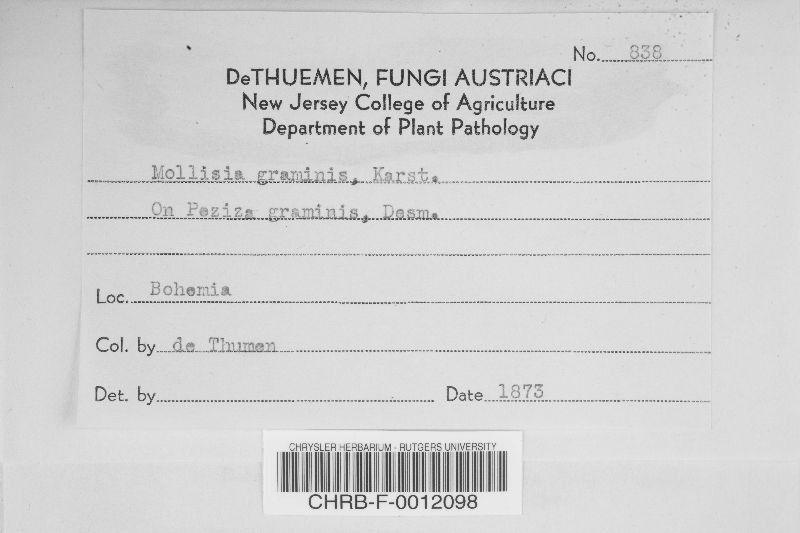 No. 838
DeTHUEMEN, FUNGI AUSTRIACI
New Jersey College of Agriculture
Department of Plant Pathology
Mollisia graminis, Karst.
On Peziza graminis, Desm.
Loc. Bohemia
Col. by de Thumen
Det. by Date 1873
CHRYSLER HERBARIUM - RUTGERS UNIVERSITY
CHRB-F-0012098